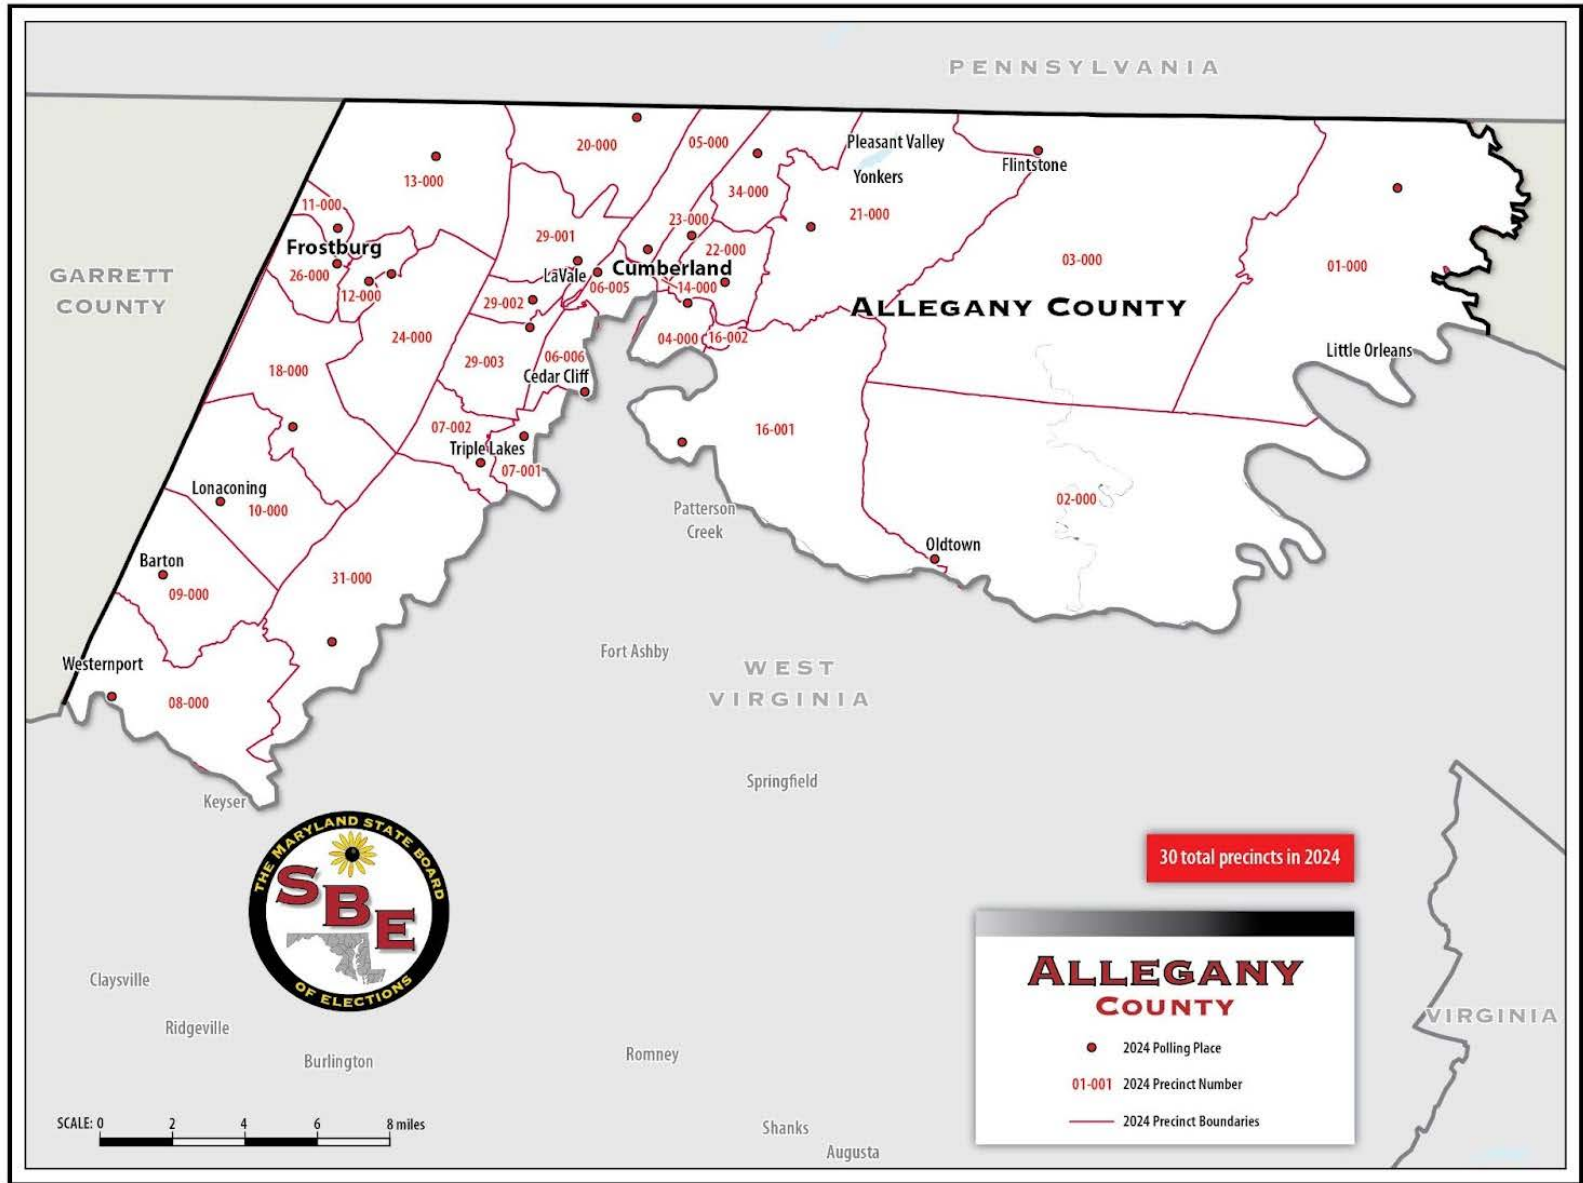 PENNSYLVANIA
20-000
05-000
Pleasant Valley
Flintstone
13-000
34-000
Yonkers
11-000
23-000
21-000
Frostburg
29-001
22-000
03-000
01-000
GARRETT
COUNTY
26-000
LaVale
Cumberland
12-000
06-005
14-000
ALLEGANY COUNTY
29-002
24-000
04-000
16-002
Little Orleans
18-000
29-003
06-006
Cedar Cliff
07-002
16-001
Triple Lakes
07-001
Lonaconing
10-000
Patterson
Creek
02-000
Barton
Oldtown
09-000
31-000
Westernport
08-000
Fort Ashby
WEST
VIRGINIA
Keyser
Springfield
THE MARYLAND STATE BOARD
SBE
OF ELECTIONS
30 total precincts in 2024
ALLEGANY
COUNTY
2024 Polling Place
01-001 2024 Precinct Number
2024 Precinct Boundaries
Claysville
Ridgeville
Burlington
Romney
VIRGINIA
SCALE: 0 2 4 6 8 miles
Shanks
Augusta